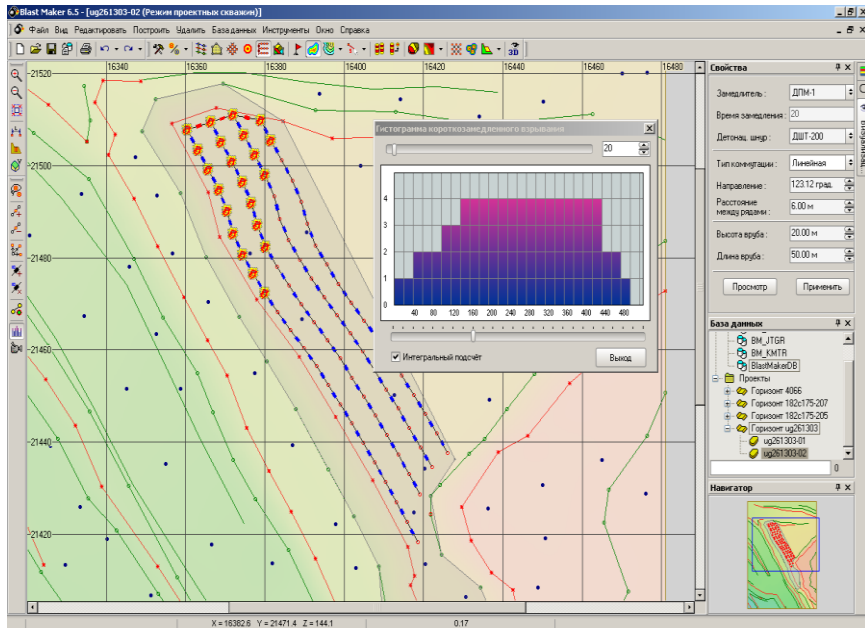 Blast Maker 6.5 - [ug261303-02 (Режим проектных скважин)]
Файл Вид Редактировать Построить Удалить База данных Инструменты Окно Справка
3D
16340 16360 16380 16400 16420 16440 16460 16480
21520
21500
21480
21460
21440
21420
Гистограмма короткозамедленного взрывания
20
4
3
2
1
0
40 80 120 160 200 240 280 320 360 400 440 480
Интегральный подсчёт
Выход
Свойства
Замедлитель : ДПМ-1
Время замедления : 20
Детонац. шнур : ДШТ-200
Тип коммутации : Линейная
Направление : 123.12 град.
Расстояние между рядами : 6.00 м
Высота вруба : 20.00 м
Длина вруба : 50.00 м
Просмотр Применить
База данных
BM_JTGR
BM_KMTR
BlastMakerDB
Проекты
Горизонт 4066
Горизонт 182с175-207
Горизонт 182с175-205
Горизонт ug261303
ug261303-01
ug261303-02
0
Навигатор
X = 16382.6 Y = 21471.4 Z = 144.1 0.17